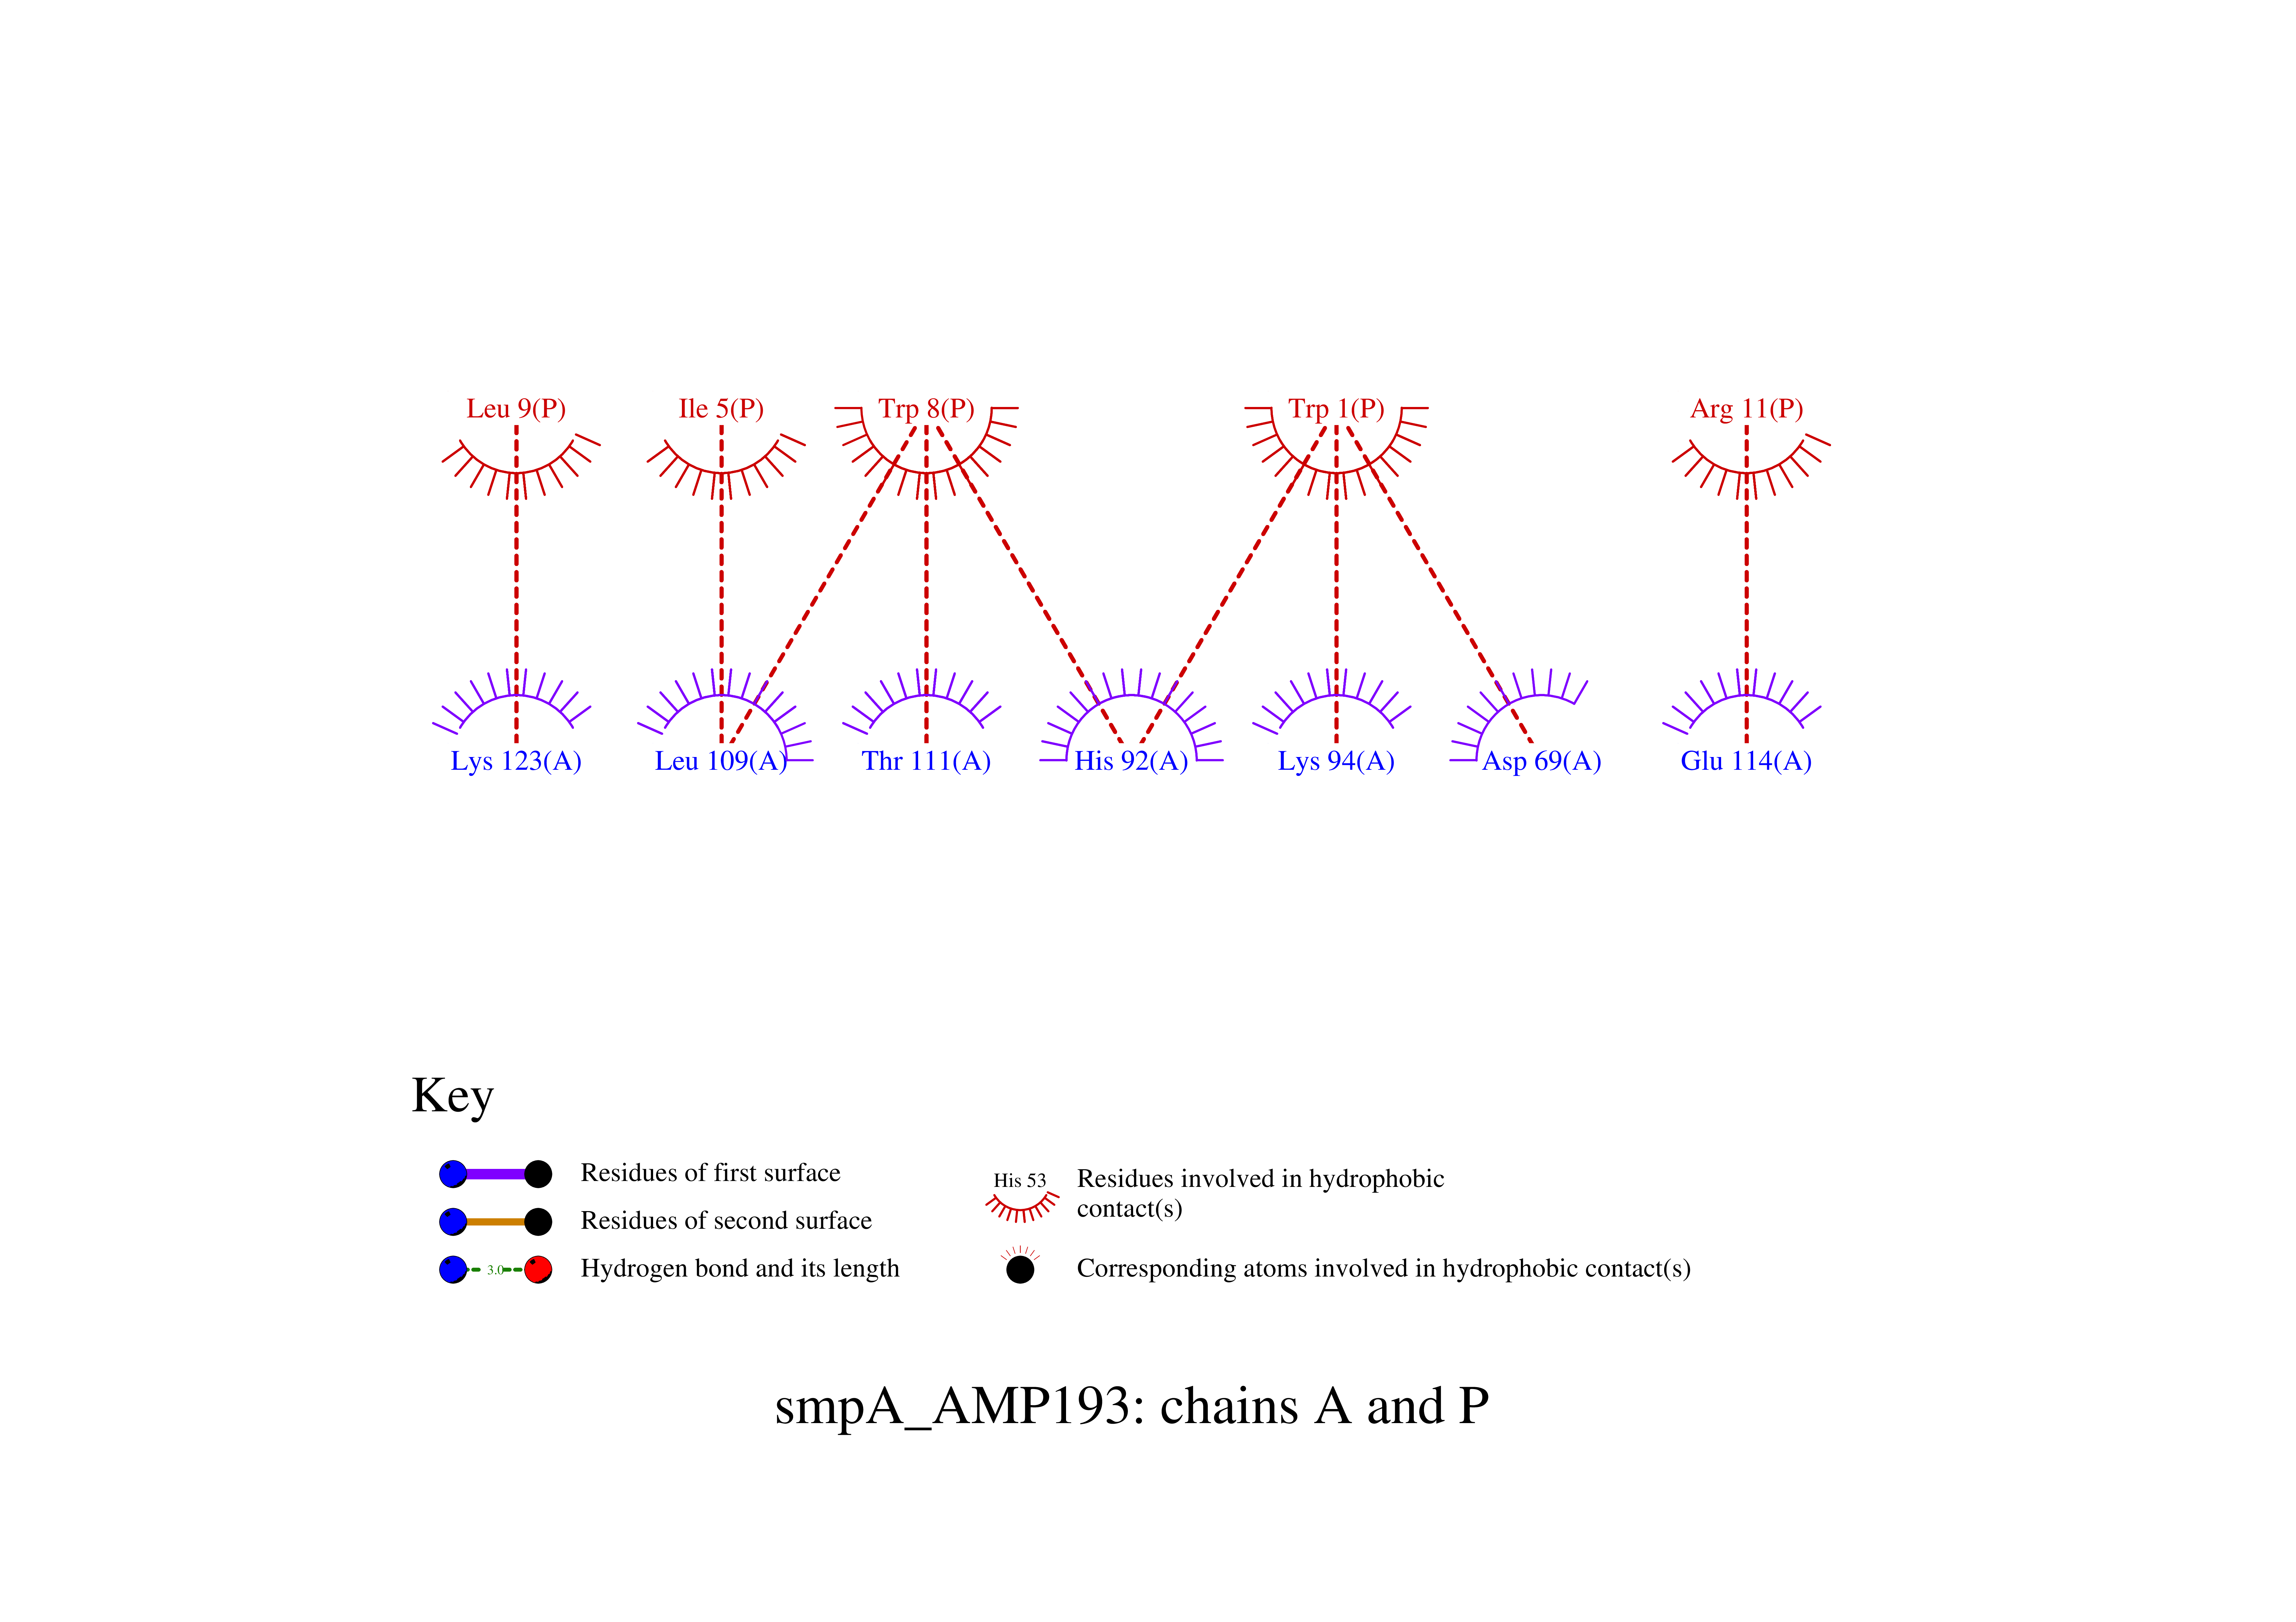 Leu 9(P) Ile 5(P) Trp 8(P) Trp 1(P) Arg 11(P)
Lys 123(A) Leu 109(A) Thr 111(A) His 92(A) Lys 94(A) Asp 69(A) Glu 114(A)
Key
Residues of first surface
Residues of second surface
3.0 Hydrogen bond and its length
His 53 Residues involved in hydrophobic
contact(s)
Corresponding atoms involved in hydrophobic contact(s)
smpA_AMP193: chains A and P